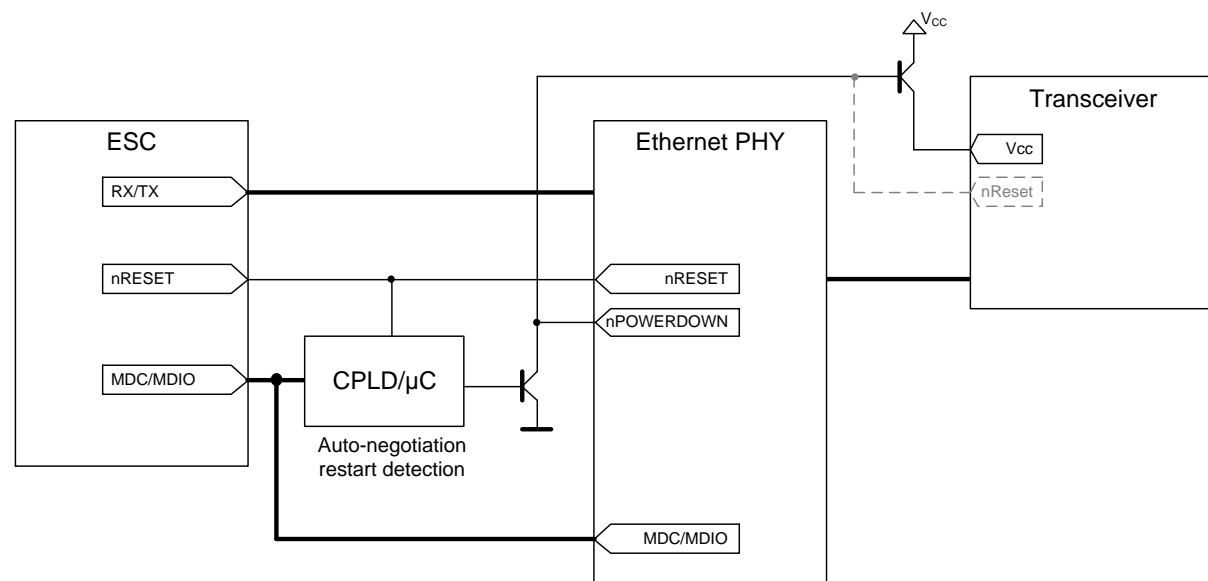 Vcc
Transceiver
Vcc
nReset
ESC
RX/TX
nRESET
MDC/MDIO
CPLD/µC
Auto-negotiation
restart detection
Ethernet PHY
nRESET
nPOWERDOWN
MDC/MDIO